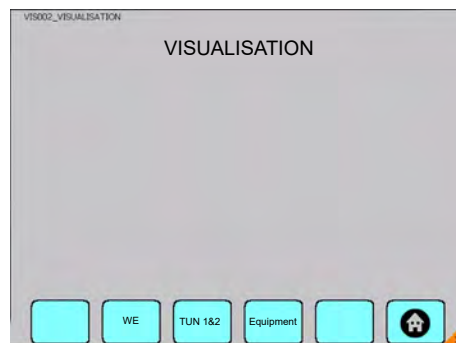 VIS002_VISUALISATION
VISUALISATION
WE
TUN 1&2
Equipment